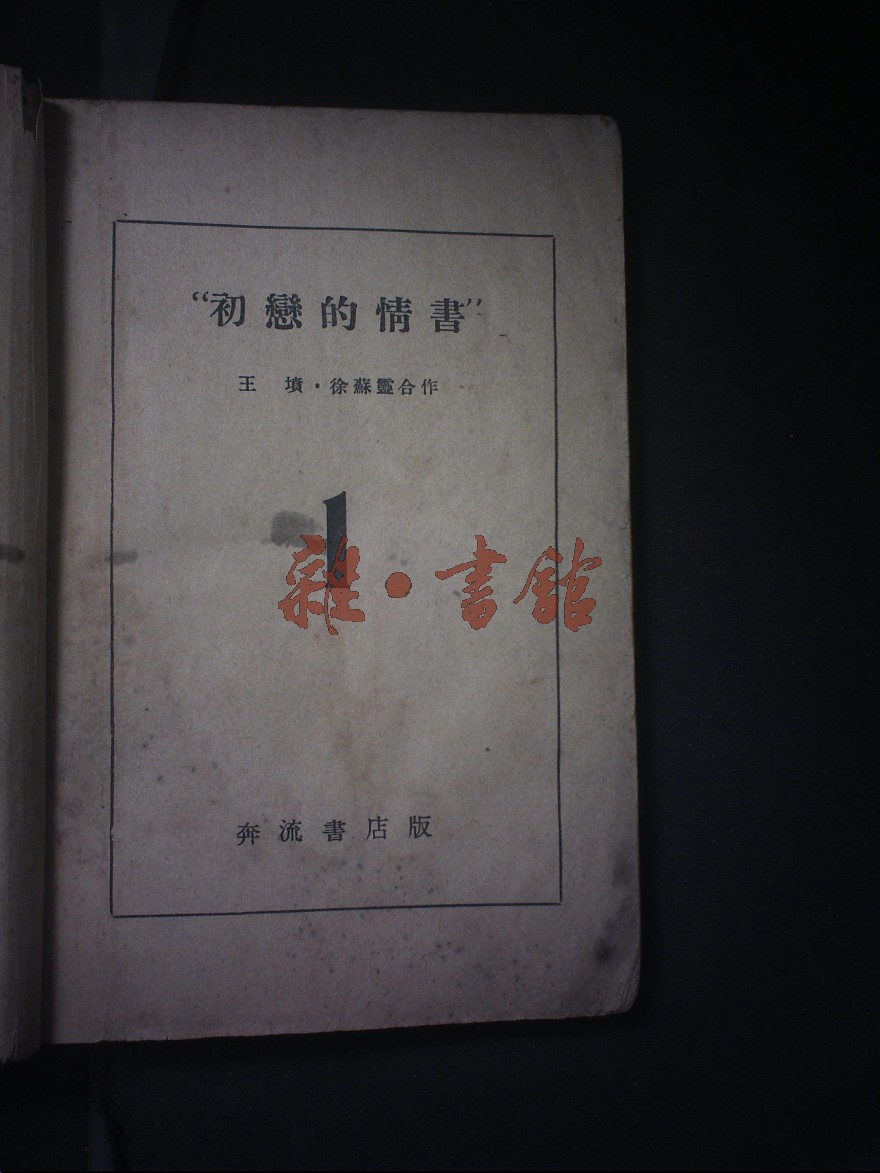 “初戀的情書”
王　墳・徐蘇靈合作
1
雜・書館
奔流書店版